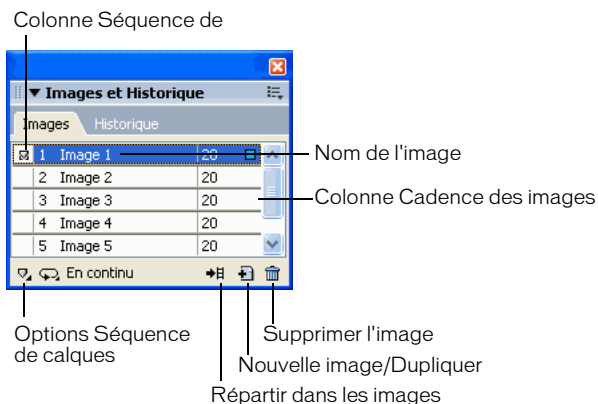 Colonne Séquence de
Images et Historique
Images Historique
1 Image 1 20
Nom de l'image
2 Image 2 20
3 Image 3 20
Colonne Cadence des images
4 Image 4 20
5 Image 5 20
En continu
Options Séquence
de calques
Supprimer l'image
Nouvelle image/Dupliquer
Répartir dans les images